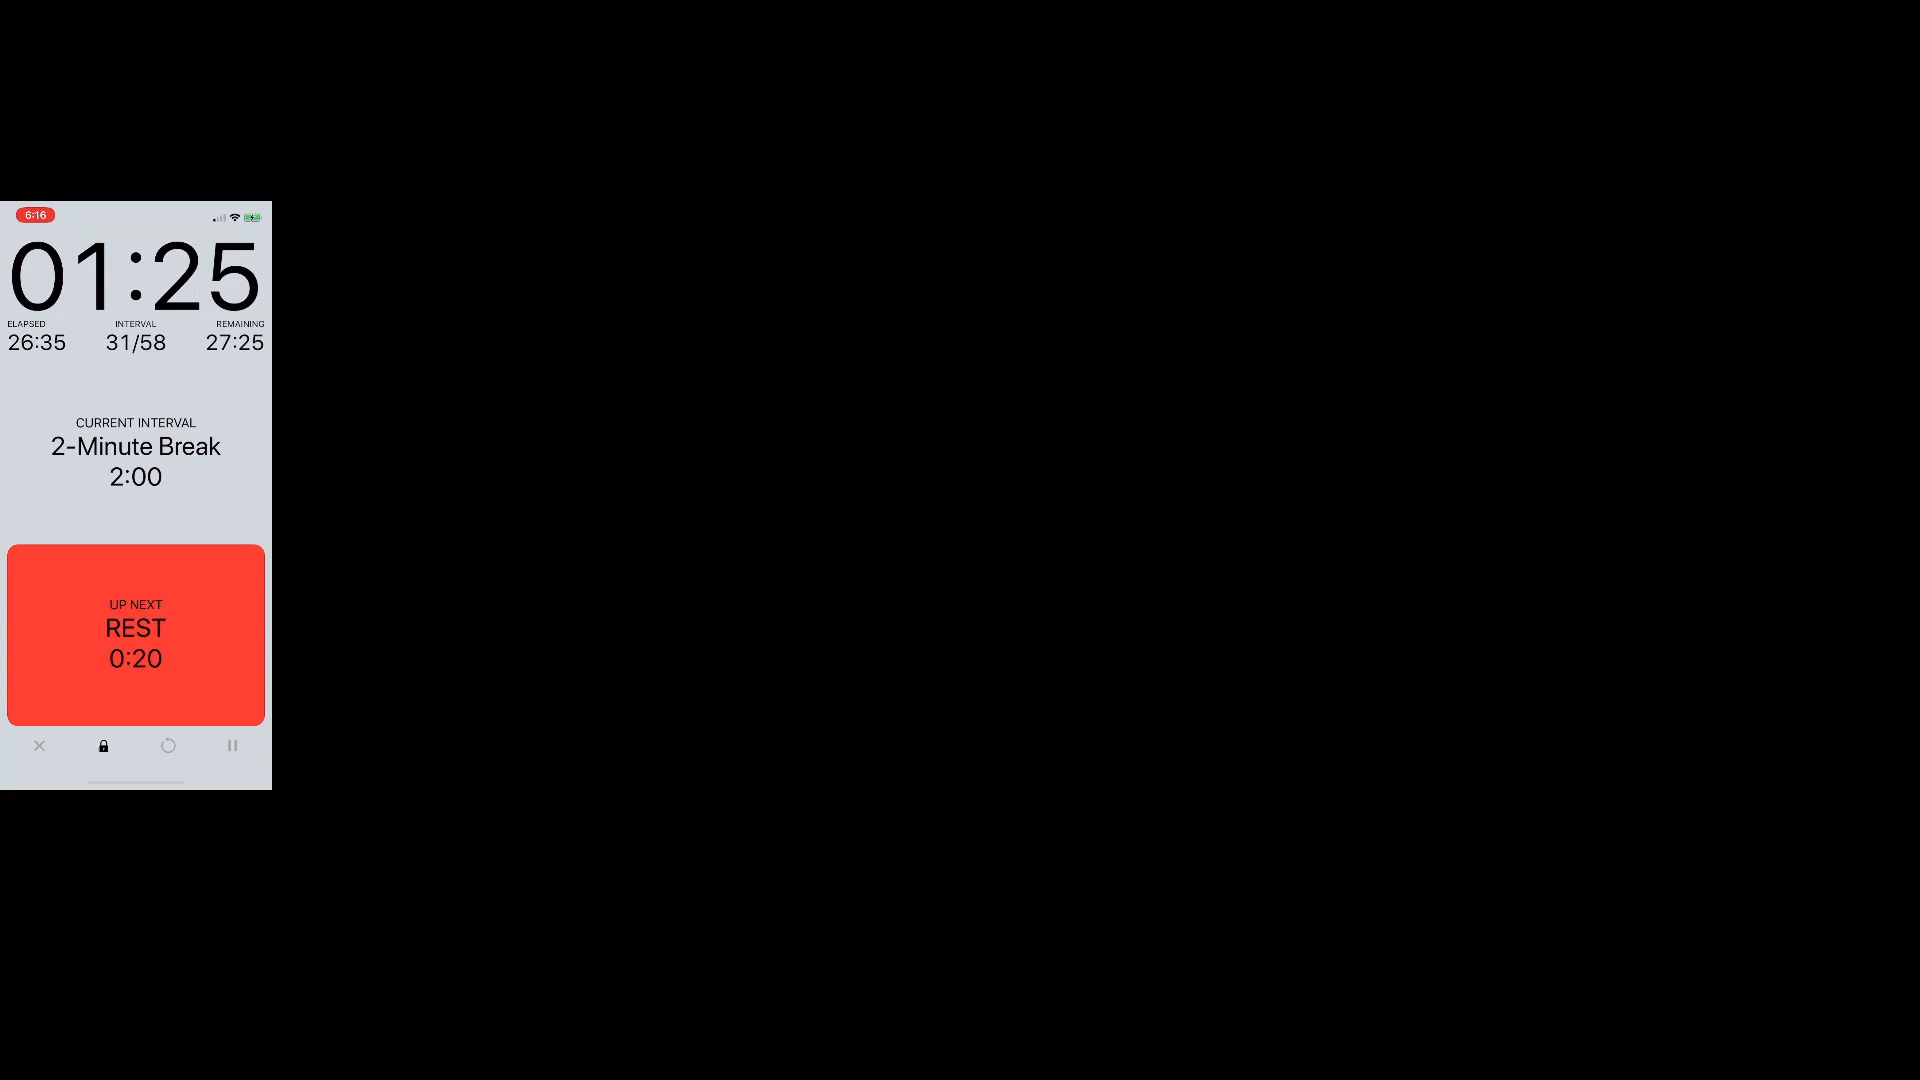 6:16
01:25
ELAPSED INTERVAL REMAINING
26:35 31/58 27:25
CURRENT INTERVAL
2-Minute Break
2:00
UP NEXT
REST
0:20